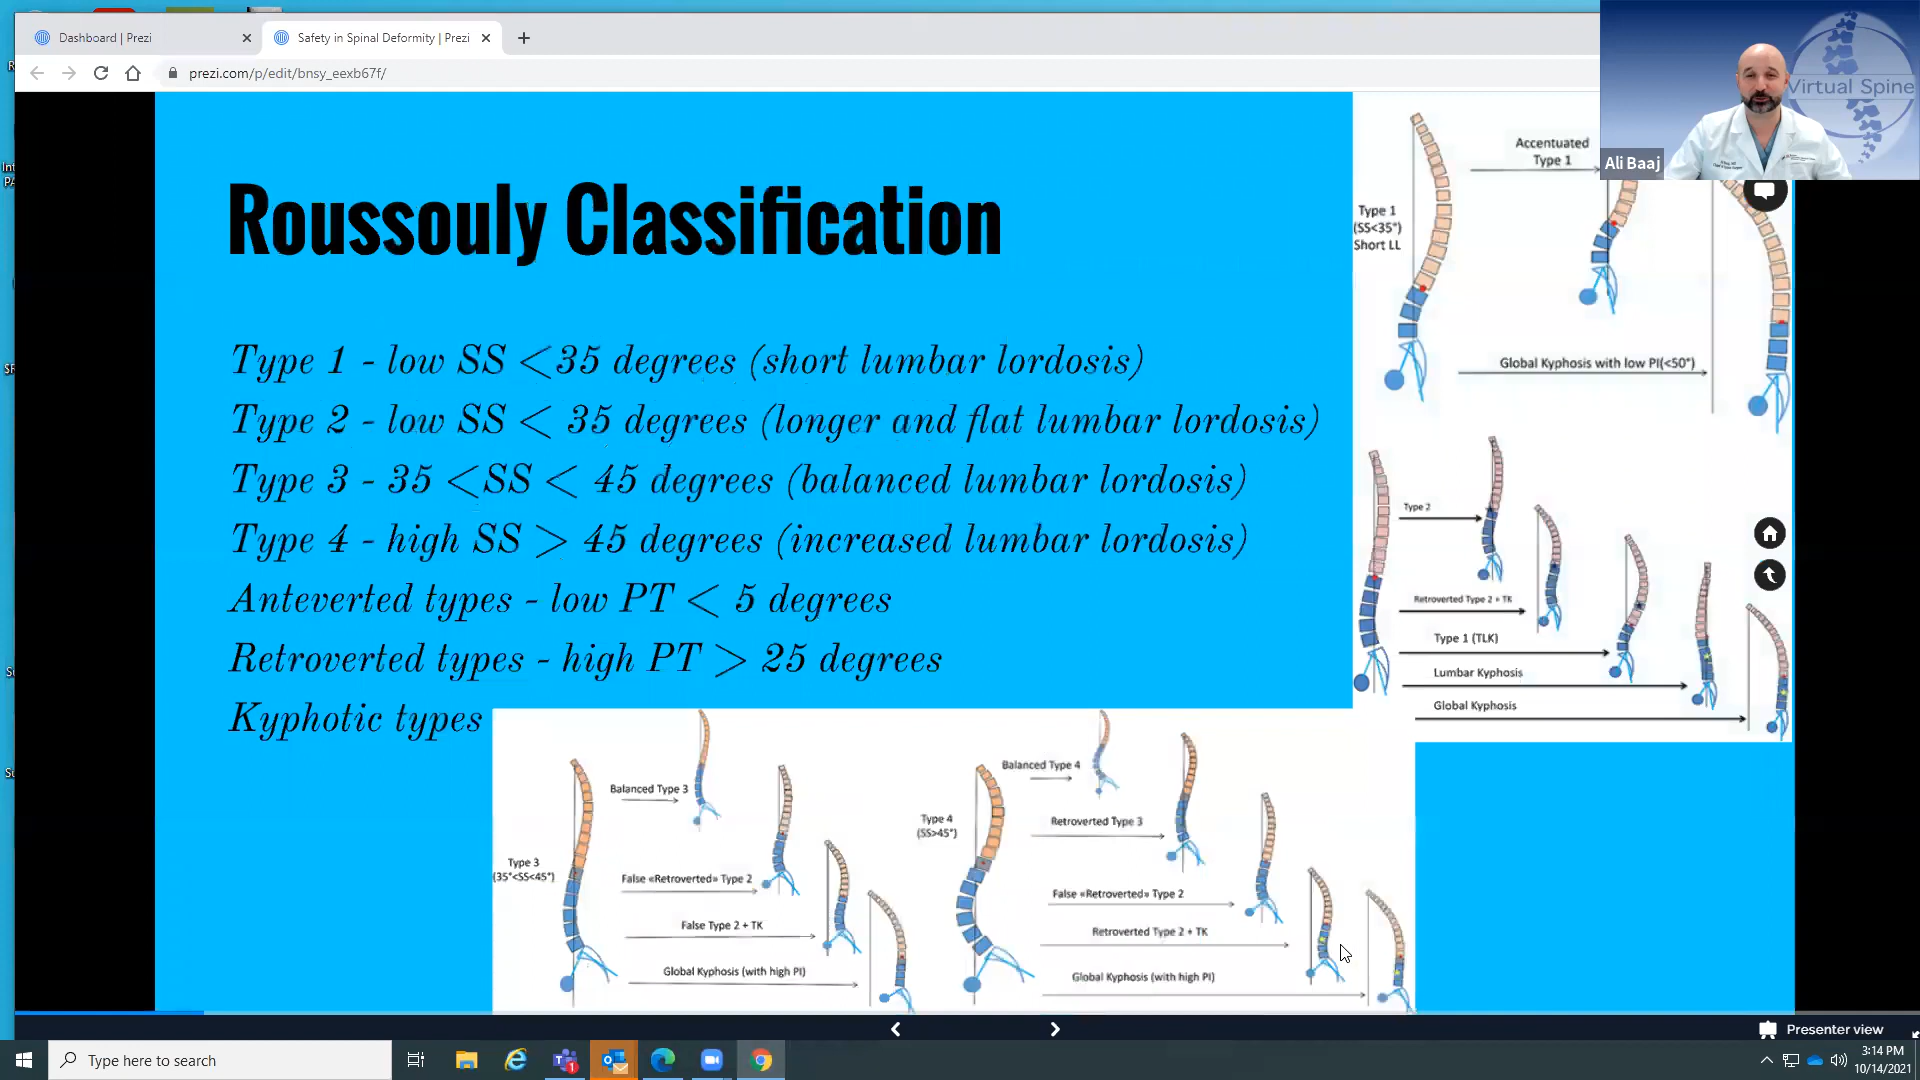 Dashboard | Prezi
Safety in Spinal Deformity | Prezi
prezi.com/p/edit/bnsy_eexb67f/
Virtual Spine
Ali Baaj
Roussouly Classification
Type 1 - low SS <35 degrees (short lumbar lordosis)
Type 2 - low SS < 35 degrees (longer and flat lumbar lordosis)
Type 3 - 35 <SS < 45 degrees (balanced lumbar lordosis)
Type 4 - high SS > 45 degrees (increased lumbar lordosis)
Anteverted types - low PT < 5 degrees
Retroverted types - high PT > 25 degrees
Kyphotic types
Accentuated
Type 1
Type 1
(SS<35°)
Short LL
Global Kyphosis with low PI(<50°)
Type 2
Retroverted Type 2 + TK
Type 1 (TLK)
Lumbar Kyphosis
Global Kyphosis
Balanced Type 3
Type 3
(35°<SS<45°)
False «Retroverted» Type 2
False Type 2 + TK
Global Kyphosis (with high PI)
Balanced Type 4
Type 4
(SS>45°)
Retroverted Type 3
False «Retroverted» Type 2
Retroverted Type 2 + TK
Global Kyphosis (with high PI)
Presenter view
Type here to search
1
3:14 PM
10/14/2021